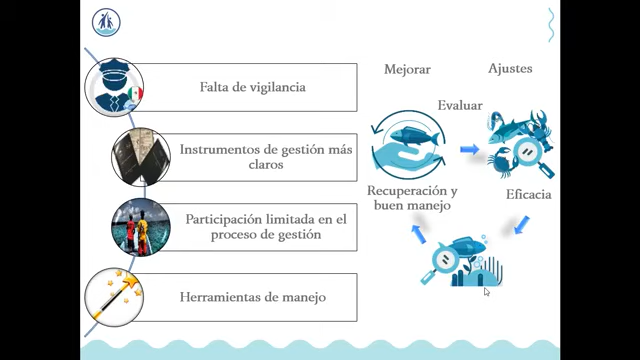 Falta de vigilancia
Instrumentos de gestión más
claros
Participación limitada en el
proceso de gestión
Herramientas de manejo
Mejorar
Ajustes
Evaluar
Recuperación y
buen manejo
Eficacia